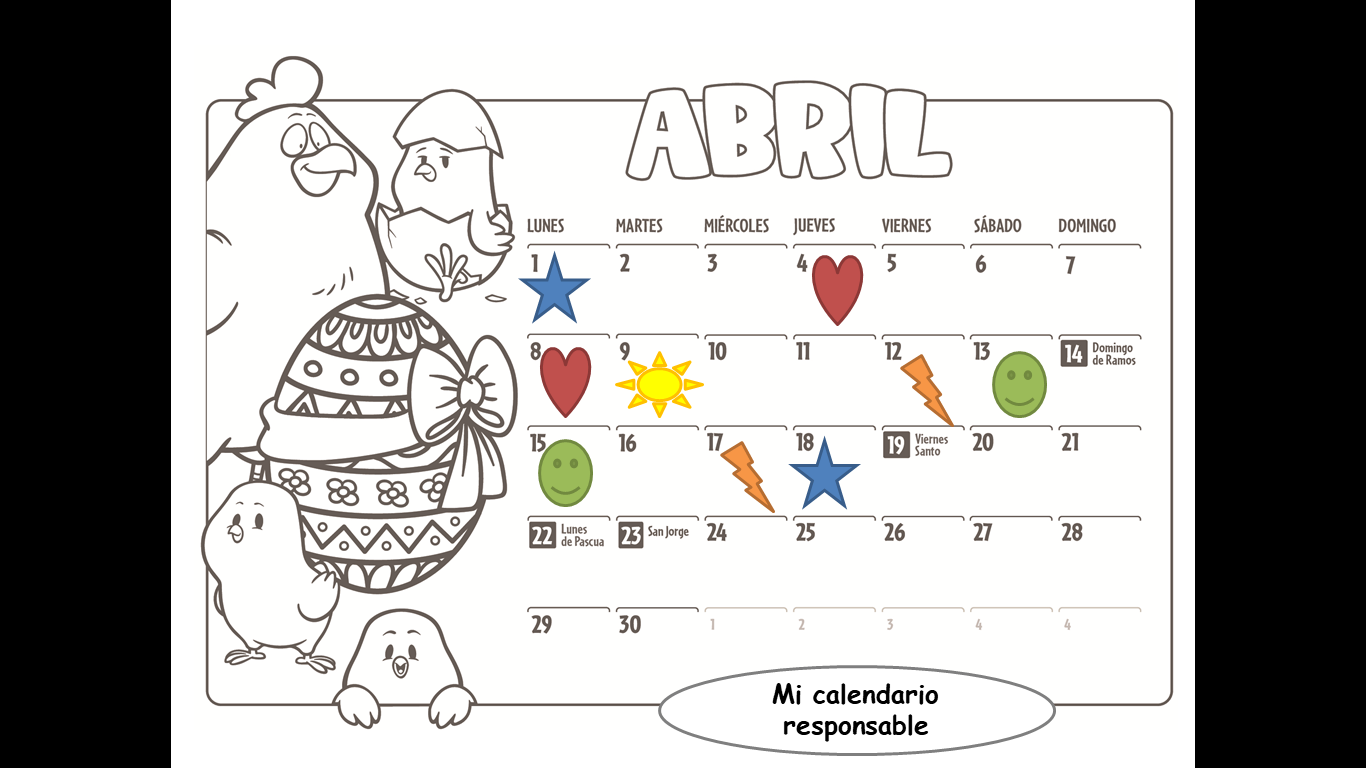 ABRIL
LUNES MARTES MIÉRCOLES JUEVES VIERNES SÁBADO DOMINGO
1 2 3 4 5 6 7
8 9 10 11 12 13 14 Domingo
de Ramos
15 16 17 18 19 Viernes
Santo
20 21
22 Lunes
de Pascua
23 San Jorge 24 25 26 27 28
29 30 1 2 3 4 4
Mi calendario
responsable